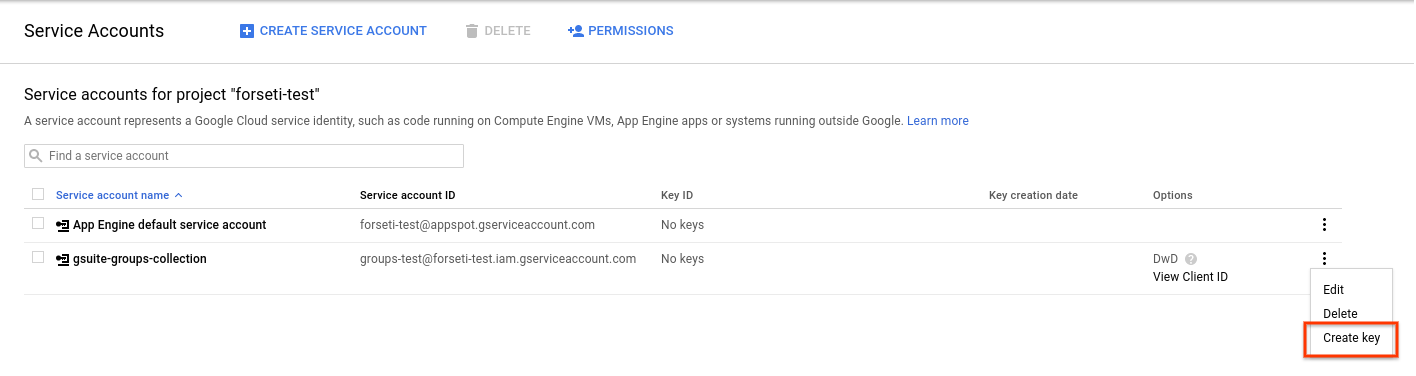 Service Accounts CREATE SERVICE ACCOUNT DELETE PERMISSIONS
Service accounts for project "forseti-test"
A service account represents a Google Cloud service identity, such as code running on Compute Engine VMs, App Engine apps or systems running outside Google. Learn more
Find a service account
Service account name Service account ID Key ID Key creation date Options
App Engine default service account forseti-test@appspot.gserviceaccount.com No keys
gsuite-groups-collection groups-test@forseti-test.iam.gserviceaccount.com No keys DwD ?
View Client ID
Edit
Delete
Create key